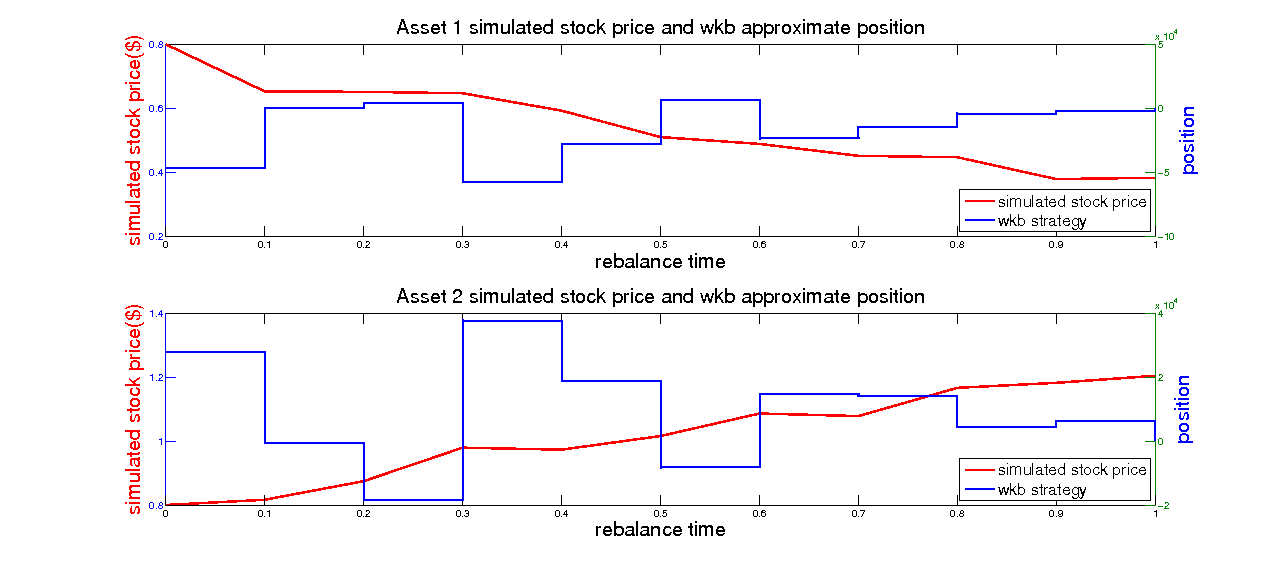 Asset 1 simulated stock price and wkb approximate position
x 10^4
simulated stock price($)
0.8
0.6
0.4
0.2
5
0
-5
-10
position
simulated stock price
wkb strategy
0 0.1 0.2 0.3 0.4 0.5 0.6 0.7 0.8 0.9 1
rebalance time
Asset 2 simulated stock price and wkb approximate position
x 10^4
simulated stock price($)
1.4
1.2
1
0.8
4
2
0
-2
position
simulated stock price
wkb strategy
0 0.1 0.2 0.3 0.4 0.5 0.6 0.7 0.8 0.9 1
rebalance time